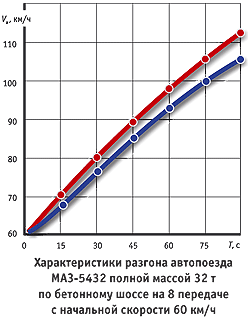 Vₐ, км/ч
110
100
90
80
70
60
0 15 30 45 60 75 T, с
Характеристики разгона автопоезда
МАЗ-5432 полной массой 32 т
по бетонному шоссе на 8 передаче
с начальной скорости 60 км/ч